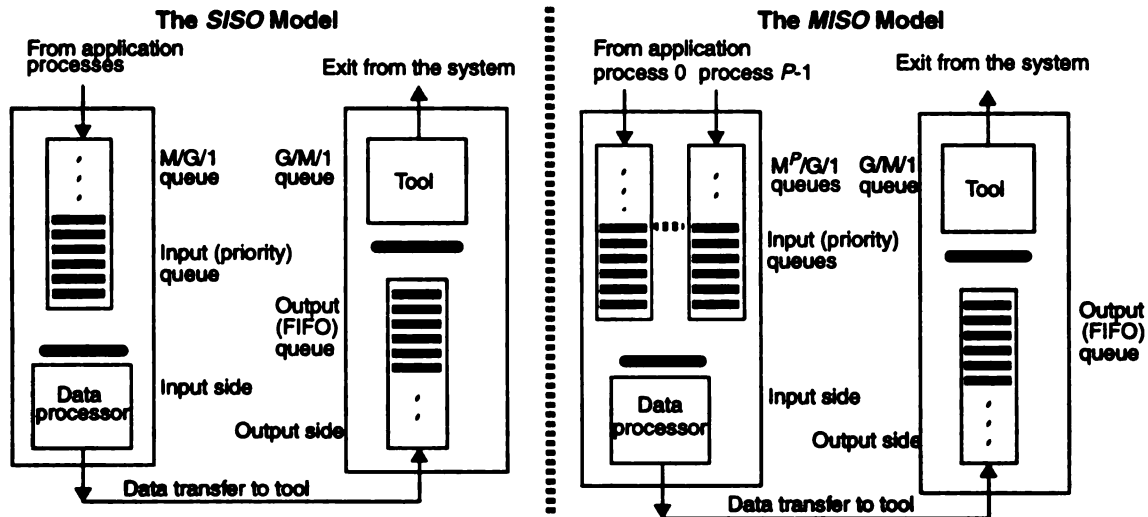 The SISO Model
From application
processes
Exit from the system
M/G/1
queue
G/M/1
queue
Tool
Input (priority)
queue
Output
(FIFO)
queue
Data
processor
Input side
Output side
Data transfer to tool
The MISO Model
From application
process 0 process P-1
Exit from the system
M^P/G/1
queues
G/M/1
queue
Tool
Input (priority)
queues
Output
(FIFO)
queue
Data
processor
Input side
Output side
Data transfer to tool